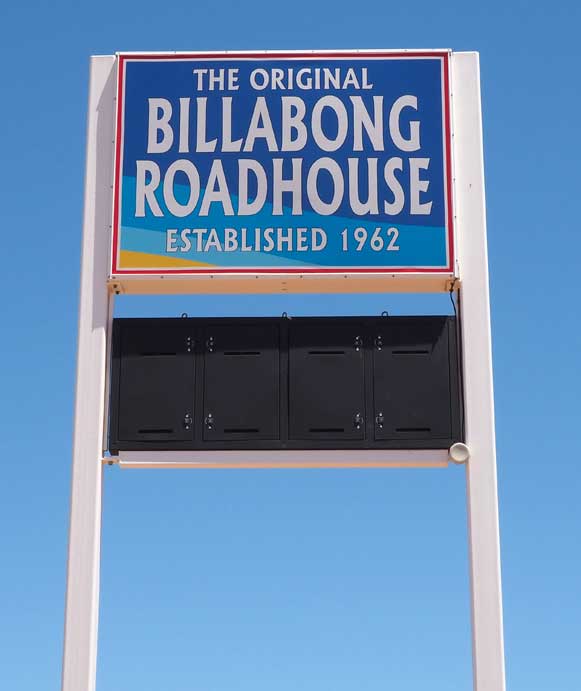 THE ORIGINAL
BILLABONG
ROADHOUSE
ESTABLISHED 1962